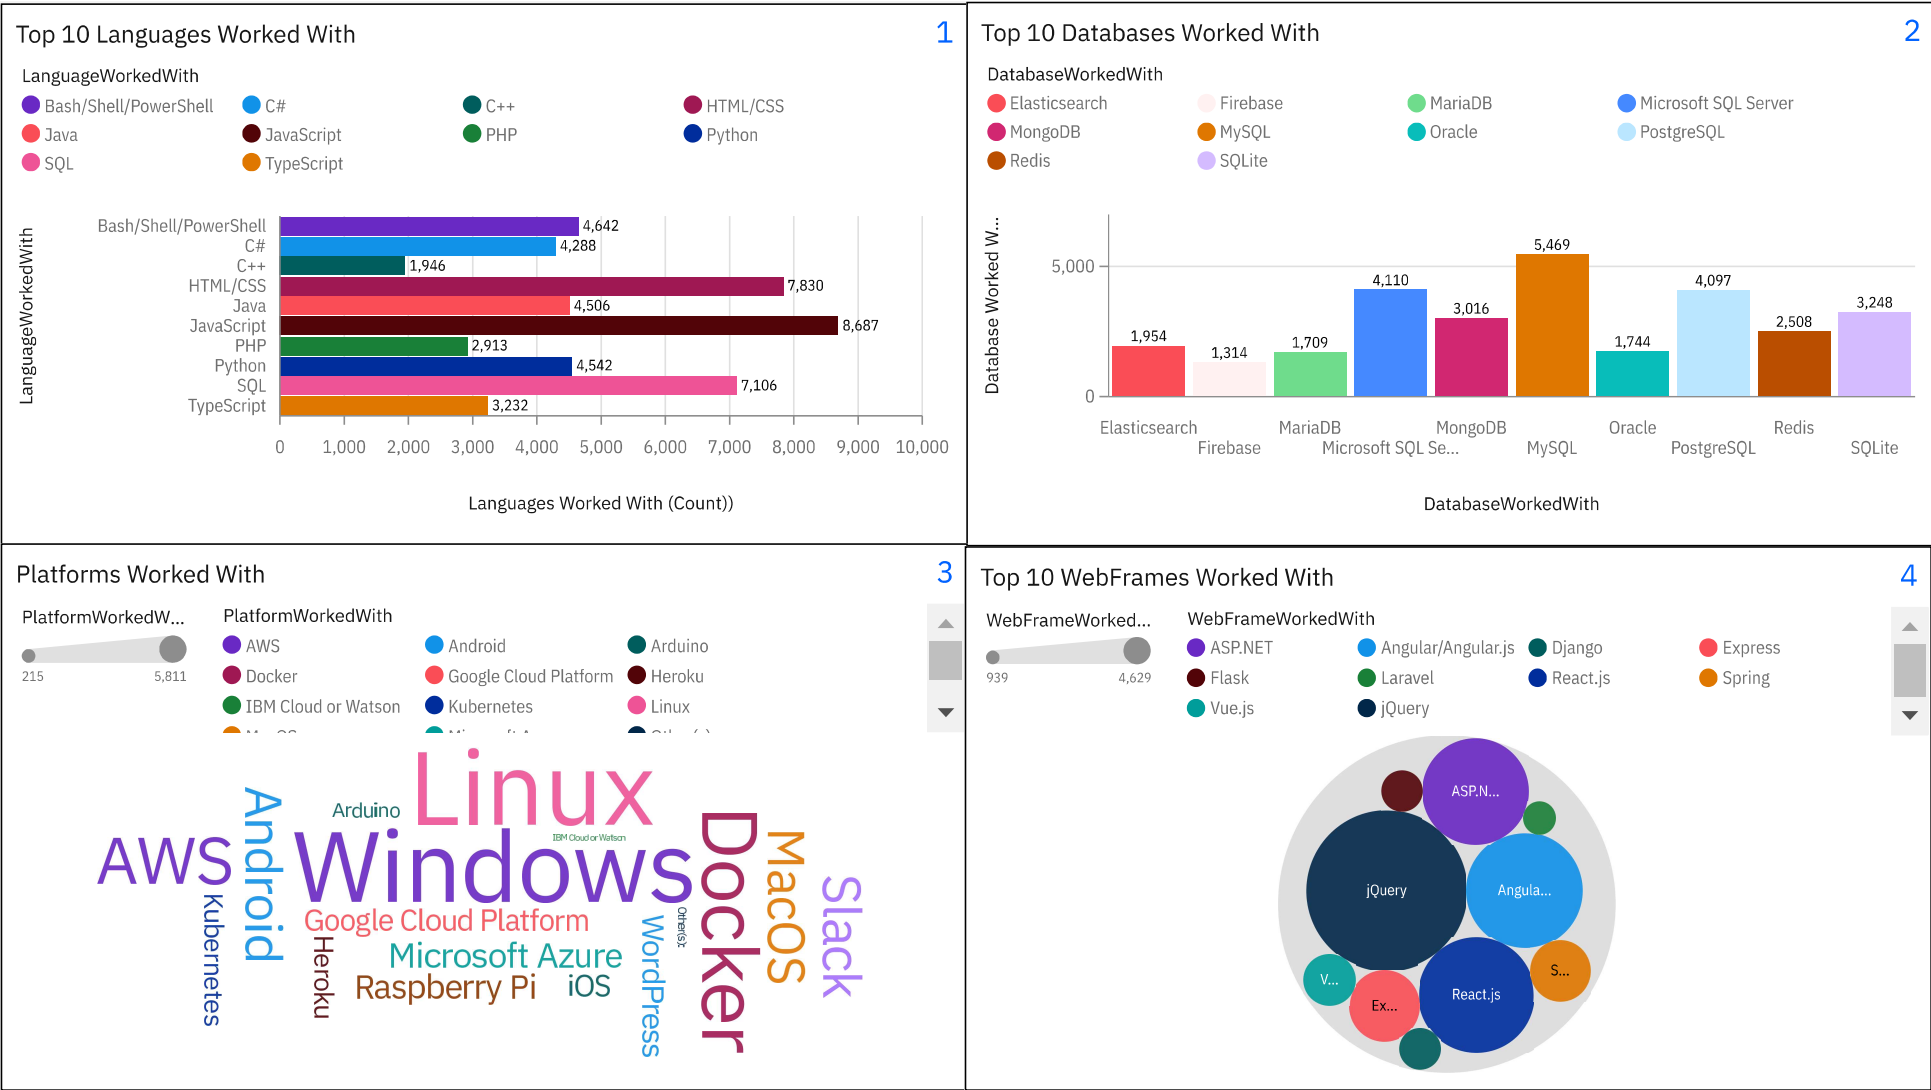 Top 10 Languages Worked With
1
LanguageWorkedWith
Bash/Shell/PowerShell C# C++ HTML/CSS
Java JavaScript PHP Python
SQL TypeScript
LanguageWorkedWith
Bash/Shell/PowerShell 4,642
C# 4,288
C++ 1,946
HTML/CSS 7,830
Java 4,506
JavaScript 8,687
PHP 2,913
Python 4,542
SQL 7,106
TypeScript 3,232
0 1,000 2,000 3,000 4,000 5,000 6,000 7,000 8,000 9,000 10,000
Languages Worked With (Count))
Top 10 Databases Worked With
2
DatabaseWorkedWith
Elasticsearch Firebase MariaDB Microsoft SQL Server
MongoDB MySQL Oracle PostgreSQL
Redis SQLite
Database Worked W...
5,000
0
1,954 1,314 1,709 4,110 3,016 5,469 1,744 4,097 2,508 3,248
Elasticsearch MariaDB MongoDB Oracle Redis
Firebase Microsoft SQL Se... MySQL PostgreSQL SQLite
DatabaseWorkedWith
Platforms Worked With
3
PlatformWorkedW...
215 5,811
PlatformWorkedWith
AWS Android Arduino
Docker Google Cloud Platform Heroku
IBM Cloud or Watson Kubernetes Linux
Linux
Android
Arduino
IBM Cloud or Watson
AWS
Windows
Docker
MacOS
Slack
Kubernetes
Google Cloud Platform
Other(s):
WordPress
Heroku
Microsoft Azure
Raspberry Pi
iOS
Top 10 WebFrames Worked With
4
WebFrameWorked...
939 4,629
WebFrameWorkedWith
ASP.NET Angular/Angular.js Django Express
Flask Laravel React.js Spring
Vue.js jQuery
ASP.N...
jQuery
Angula...
S...
V...
React.js
Ex...